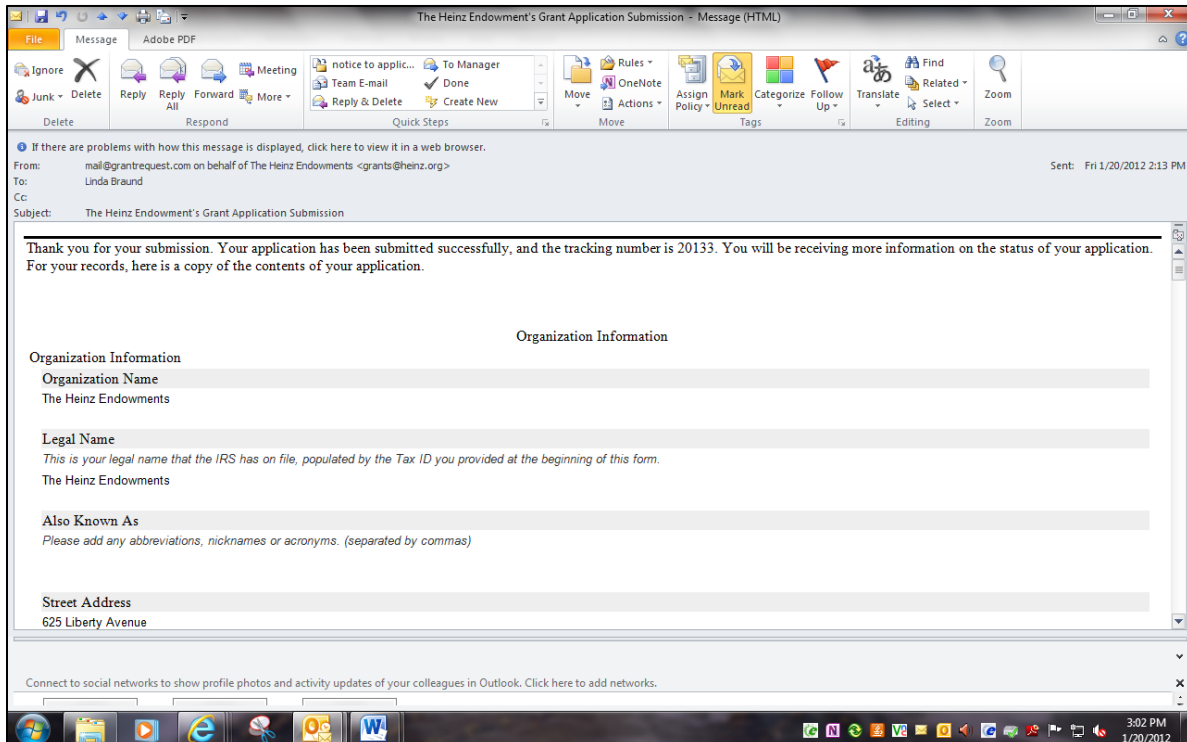 The Heinz Endowment's Grant Application Submission - Message (HTML)
File Message Adobe PDF
Ignore
Junk
Delete
Reply
Reply All
Forward
Meeting
More
notice to applic...
Team E-mail
Reply & Delete
To Manager
Done
Create New
Move
Rules
OneNote
Actions
Assign Policy
Mark Unread
Categorize
Follow Up
Translate
Find
Related
Select
Zoom
Delete Respond Quick Steps Move Tags Editing Zoom
If there are problems with how this message is displayed, click here to view it in a web browser.
From: mail@grantrequest.com on behalf of The Heinz Endowments <grants@heinz.org> Sent: Fri 1/20/2012 2:13 PM
To: Linda Braund
Cc:
Subject: The Heinz Endowment's Grant Application Submission
Thank you for your submission. Your application has been submitted successfully, and the tracking number is 20133. You will be receiving more information on the status of your application.
For your records, here is a copy of the contents of your application.
Organization Information
Organization Information
Organization Name
The Heinz Endowments
Legal Name
This is your legal name that the IRS has on file, populated by the Tax ID you provided at the beginning of this form.
The Heinz Endowments
Also Known As
Please add any abbreviations, nicknames or acronyms. (separated by commas)
Street Address
625 Liberty Avenue
Connect to social networks to show profile photos and activity updates of your colleagues in Outlook. Click here to add networks.
3:02 PM
1/20/2012